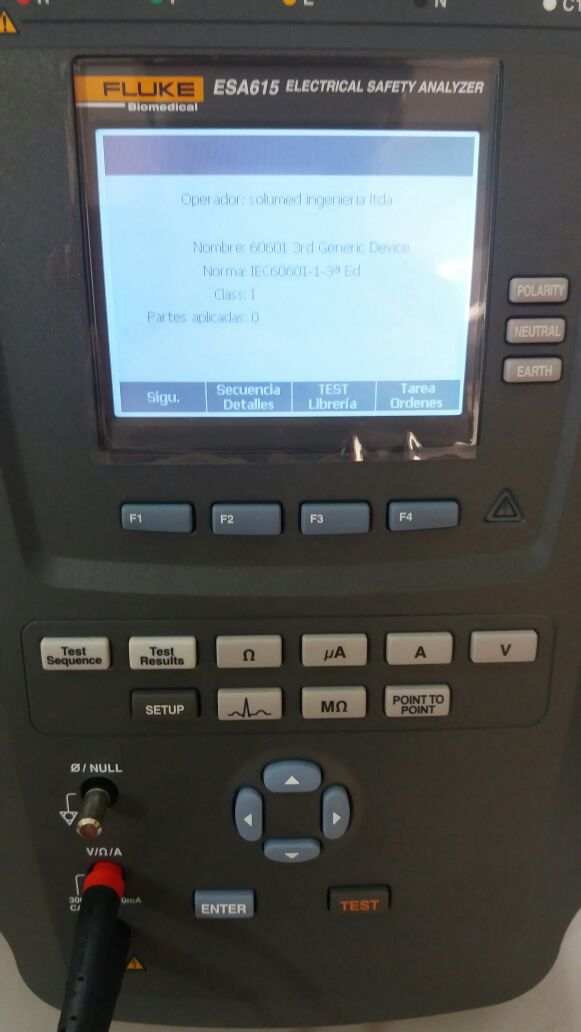 R
N
FLUKE
Biomedical
ESA615 ELECTRICAL SAFETY ANALYZER
Operador: solumed ingenieria ltda
Nombre: 60601 3rd Generic Device
Norma: IEC60601-1-3ª Ed
Class: I
Partes aplicadas: 0
Sigu.
Secuencia
Detalles
TEST
Librería
Tarea
Ordenes
POLARITY
NEUTRAL
EARTH
F1
F2
F3
F4
Test
Sequence
Test
Results
Ω
µA
A
V
SETUP
MΩ
POINT TO
POINT
Ø/NULL
V/Ω/A
ENTER
TEST